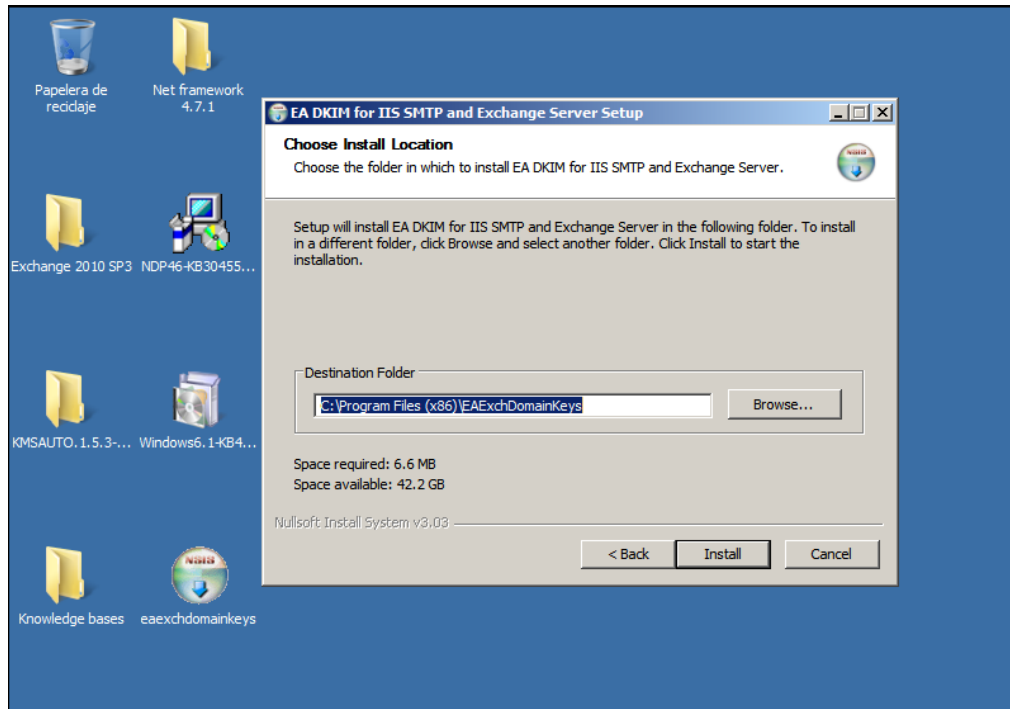 Papelera de
reciclaje
Net framework
4.7.1
Exchange 2010 SP3
NDP46-KB30455...
KMSAUTO.1.5.3-...
Windows6.1-KB4...
Knowledge bases
NSIS
eaexchdomainkeys
EA DKIM for IIS SMTP and Exchange Server Setup
Choose Install Location
Choose the folder in which to install EA DKIM for IIS SMTP and Exchange Server.
NSIS
Setup will install EA DKIM for IIS SMTP and Exchange Server in the following folder. To install
in a different folder, click Browse and select another folder. Click Install to start the
installation.
Destination Folder
C:\Program Files (x86)\EAExchDomainKeys
Browse...
Space required: 6.6 MB
Space available: 42.2 GB
Nullsoft Install System v3.03
< Back
Install
Cancel